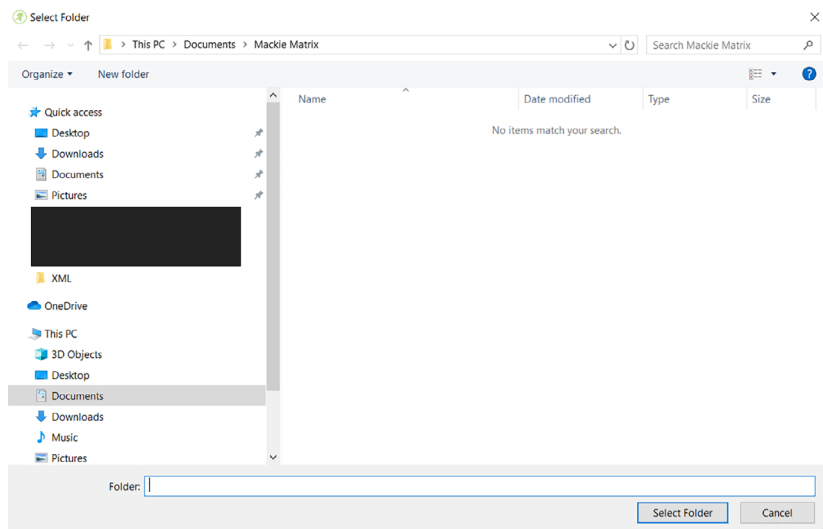 Select Folder
This PC > Documents > Mackie Matrix
Search Mackie Matrix
Organize
New folder
?
Name
Date modified
Type
Size
No items match your search.
Quick access
Desktop
Downloads
Documents
Pictures
XML
OneDrive
This PC
3D Objects
Desktop
Documents
Downloads
Music
Pictures
Folder:
Select Folder
Cancel